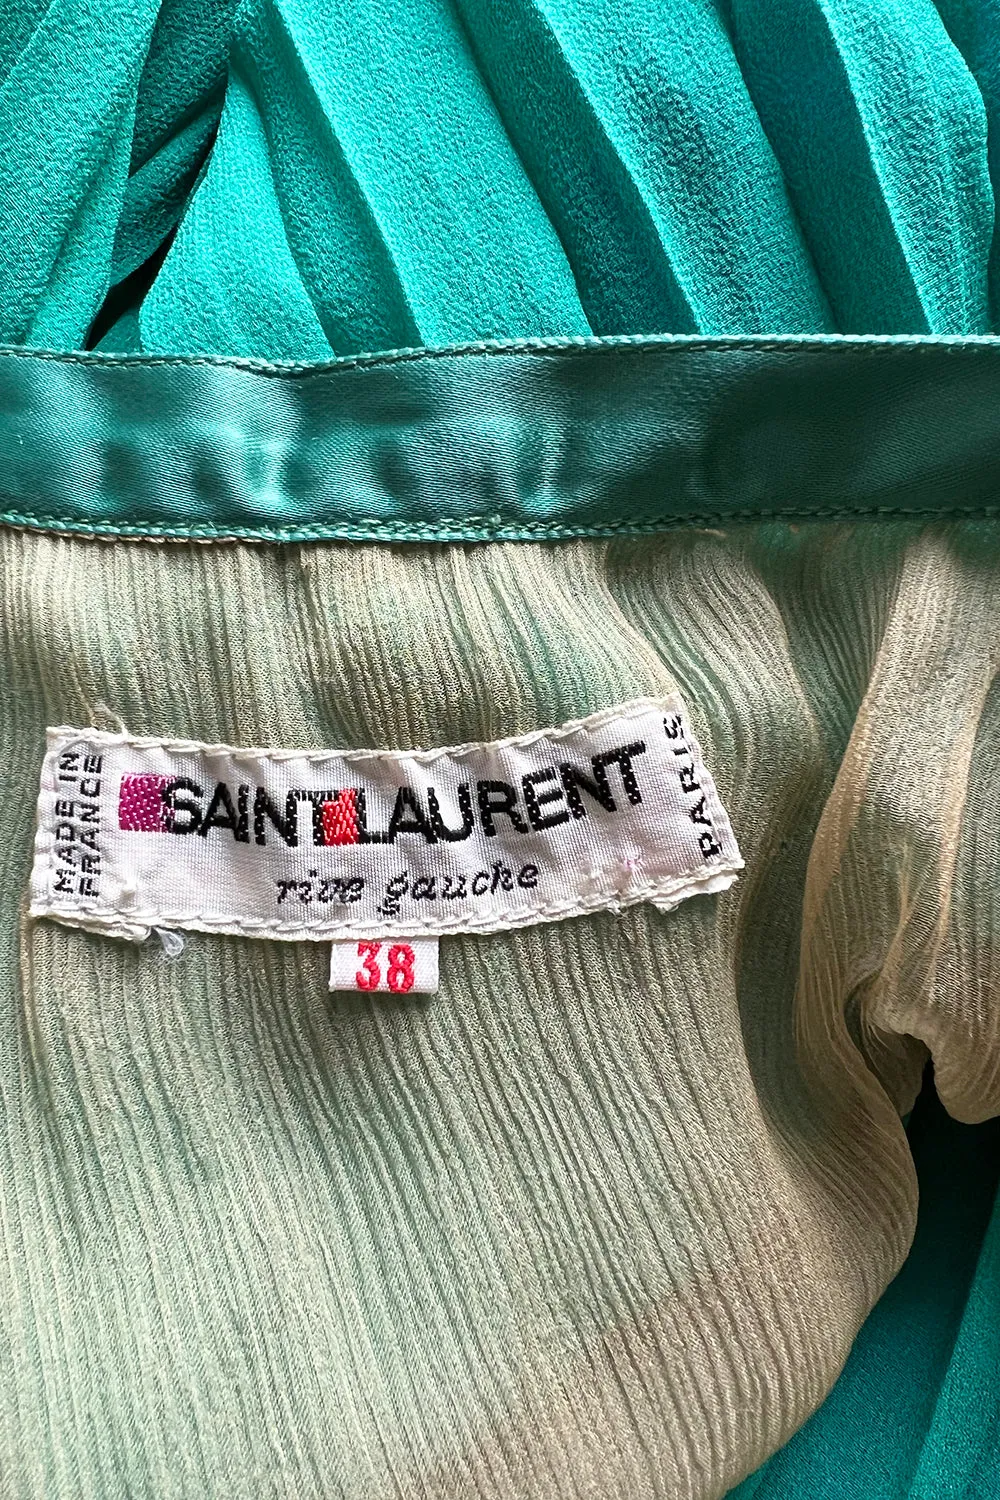 MADE IN
FRANCE
SAINT LAURENT
rive gauche
PARIS
38